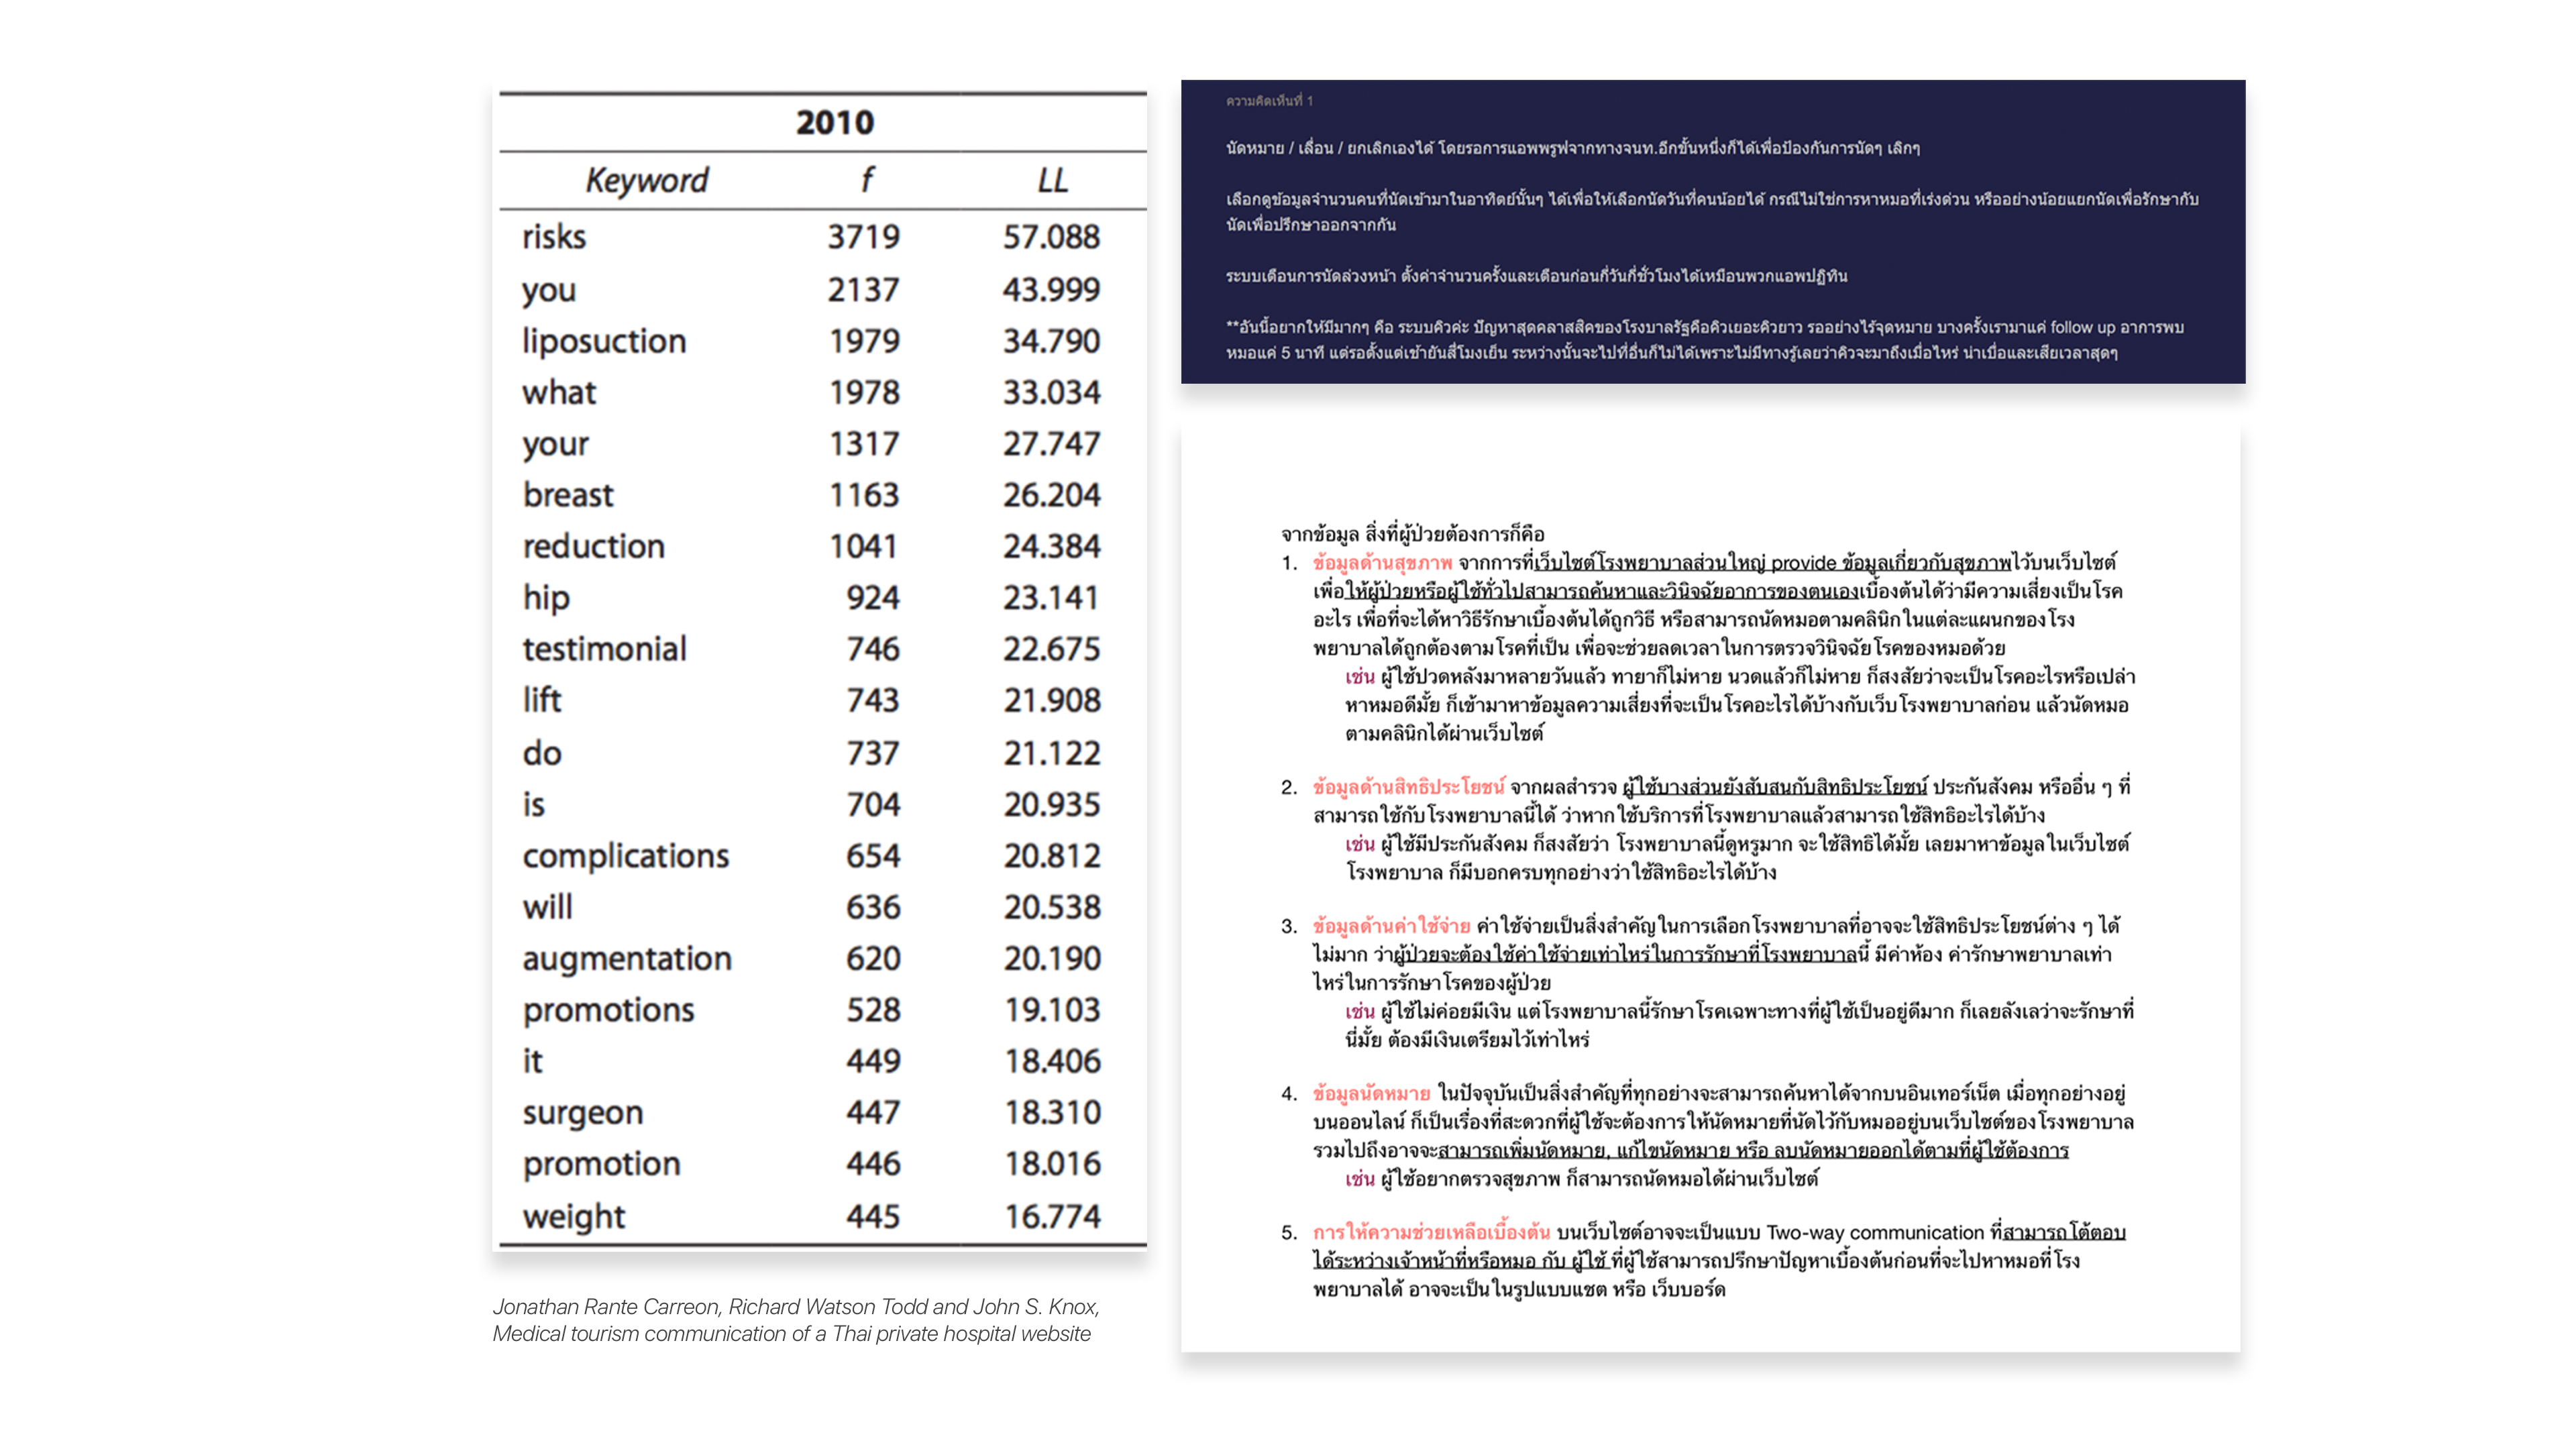 2010
Keyword f LL
risks 3719 57.088
you 2137 43.999
liposuction 1979 34.790
what 1978 33.034
your 1317 27.747
breast 1163 26.204
reduction 1041 24.384
hip 924 23.141
testimonial 746 22.675
lift 743 21.908
do 737 21.122
is 704 20.935
complications 654 20.812
will 636 20.538
augmentation 620 20.190
promotions 528 19.103
it 449 18.406
surgeon 447 18.310
promotion 446 18.016
weight 445 16.774
Jonathan Rante Carreon, Richard Watson Todd and John S. Knox,
Medical tourism communication of a Thai private hospital website
ความคิดเห็นที่ 1
นัดหมาย / เลื่อน / ยกเลิกเองได้ โดยรอการแอพพรูฟจากทางจนท.อีกขั้นหนึ่งก็ได้เพื่อป้องกันการนัดๆ เลิกๆ
เลือกดูข้อมูลจำนวนคนที่นัดเข้ามาในอาทิตย์นั้นๆ ได้เพื่อให้เลือกนัดวันที่คนน้อยได้ กรณีไม่ใช่การหาหมอที่เร่งด่วน หรืออย่างน้อยแยกนัดเพื่อรักษากับ
นัดเพื่อปรึกษาออกจากกัน
ระบบเตือนการนัดล่วงหน้า ตั้งค่าจำนวนครั้งและเตือนก่อนกี่วันกี่ชั่วโมงได้เหมือนพวกแอพปฏิทิน
**อันนี้อยากให้มีมากๆ คือ ระบบคิวค่ะ ปัญหาสุดคลาสสิคของโรงบาลรัฐคือคิวเยอะคิวยาว รออย่างไร้จุดหมาย บางครั้งเรามาแค่ follow up อาการพบ
หมอแค่ 5 นาที แต่รอตั้งแต่เช้ายันสี่โมงเย็น ระหว่างนั้นจะไปที่อื่นก็ไม่ได้เพราะไม่มีทางรู้เลยว่าคิวจะมาถึงเมื่อไหร่ น่าเบื่อและเสียเวลาสุดๆ
จากข้อมูล สิ่งที่ผู้ป่วยต้องการก็คือ
1. ข้อมูลด้านสุขภาพ จากการที่เว็บไซต์โรงพยาบาลส่วนใหญ่ provide ข้อมูลเกี่ยวกับสุขภาพไว้บนเว็บไซต์
เพื่อให้ผู้ป่วยหรือผู้ใช้ทั่วไปสามารถค้นหาและวินิจฉัยอาการของตนเองเบื้องต้นได้ว่ามีความเสี่ยงเป็นโรค
อะไร เพื่อที่จะได้หาวิธีรักษาเบื้องต้นได้ถูกวิธี หรือสามารถนัดหมอตามคลินิกในแต่ละแผนกของโรง
พยาบาลได้ถูกต้องตามโรคที่เป็น เพื่อจะช่วยลดเวลาในการตรวจวินิจฉัยโรคของหมอด้วย
เช่น ผู้ใช้ปวดหลังมาหลายวันแล้ว ทายาก็ไม่หาย นวดแล้วก็ไม่หาย ก็สงสัยว่าจะเป็นโรคอะไรหรือเปล่า
หาหมอดีมั้ย ก็เข้ามาหาข้อมูลความเสี่ยงที่จะเป็นโรคอะไรได้บ้างกับเว็บโรงพยาบาลก่อน แล้วนัดหมอ
ตามคลินิกได้ผ่านเว็บไซต์
2. ข้อมูลด้านสิทธิประโยชน์ จากผลสำรวจ ผู้ใช้บางส่วนยังสับสนกับสิทธิประโยชน์ ประกันสังคม หรืออื่น ๆ ที่
สามารถใช้กับโรงพยาบาลนี้ได้ ว่าหากใช้บริการที่โรงพยาบาลแล้วสามารถใช้สิทธิอะไรได้บ้าง
เช่น ผู้ใช้มีประกันสังคม ก็สงสัยว่า โรงพยาบาลนี้ดูหรูมาก จะใช้สิทธิได้มั้ย เลยมาหาข้อมูลในเว็บไซต์
โรงพยาบาล ก็มีบอกครบทุกอย่างว่าใช้สิทธิอะไรได้บ้าง
3. ข้อมูลด้านค่าใช้จ่าย ค่าใช้จ่ายเป็นสิ่งสำคัญในการเลือกโรงพยาบาลที่อาจจะใช้สิทธิประโยชน์ต่าง ๆ ได้
ไม่มาก ว่าผู้ป่วยจะต้องใช้ค่าใช้จ่ายเท่าไหร่ในการรักษาที่โรงพยาบาลนี้ มีค่าห้อง ค่ารักษาพยาบาลเท่า
ไหร่ในการรักษาโรคของผู้ป่วย
เช่น ผู้ใช้ไม่ค่อยมีเงิน แต่โรงพยาบาลนี้รักษาโรคเฉพาะทางที่ผู้ใช้เป็นอยู่ดีมาก ก็เลยลังเลว่าจะรักษาที่
นี่มั้ย ต้องมีเงินเตรียมไว้เท่าไหร่
4. ข้อมูลนัดหมาย ในปัจจุบันเป็นสิ่งสำคัญที่ทุกอย่างจะสามารถค้นหาได้จากบนอินเทอร์เน็ต เมื่อทุกอย่างอยู่
บนออนไลน์ ก็เป็นเรื่องที่สะดวกที่ผู้ใช้จะต้องการให้นัดหมายที่นัดไว้กับหมออยู่บนเว็บไซต์ของโรงพยาบาล
รวมไปถึงอาจจะสามารถเพิ่มนัดหมาย, แก้ไขนัดหมาย หรือ ลบนัดหมายออกได้ตามที่ผู้ใช้ต้องการ
เช่น ผู้ใช้อยากตรวจสุขภาพ ก็สามารถนัดหมอได้ผ่านเว็บไซต์
5. การให้ความช่วยเหลือเบื้องต้น บนเว็บไซต์อาจจะเป็นแบบ Two-way communication ที่สามารถโต้ตอบ
ได้ระหว่างเจ้าหน้าที่หรือหมอ กับ ผู้ใช้ ที่ผู้ใช้สามารถปรึกษาปัญหาเบื้องต้นก่อนที่จะไปหาหมอที่โรง
พยาบาลได้ อาจจะเป็นในรูปแบบแชต หรือ เว็บบอร์ด